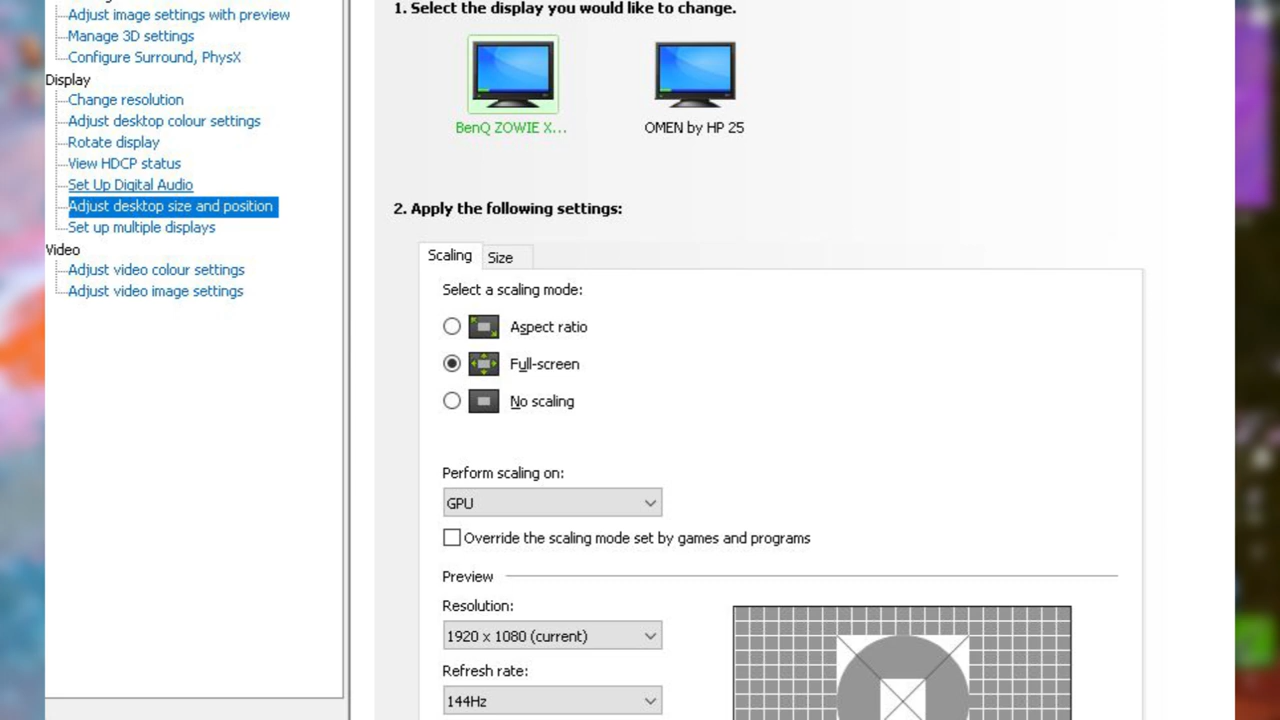 Adjust image settings with preview
Manage 3D settings
Configure Surround, PhysX
Display
Change resolution
Adjust desktop colour settings
Rotate display
View HDCP status
Set Up Digital Audio
Adjust desktop size and position
Set up multiple displays
Video
Adjust video colour settings
Adjust video image settings
1. Select the display you would like to change.
BenQ ZOWIE X...
OMEN by HP 25
2. Apply the following settings:
Scaling
Size
Select a scaling mode:
Aspect ratio
Full-screen
No scaling
Perform scaling on:
GPU
Override the scaling mode set by games and programs
Preview
Resolution:
1920 x 1080 (current)
Refresh rate:
144Hz